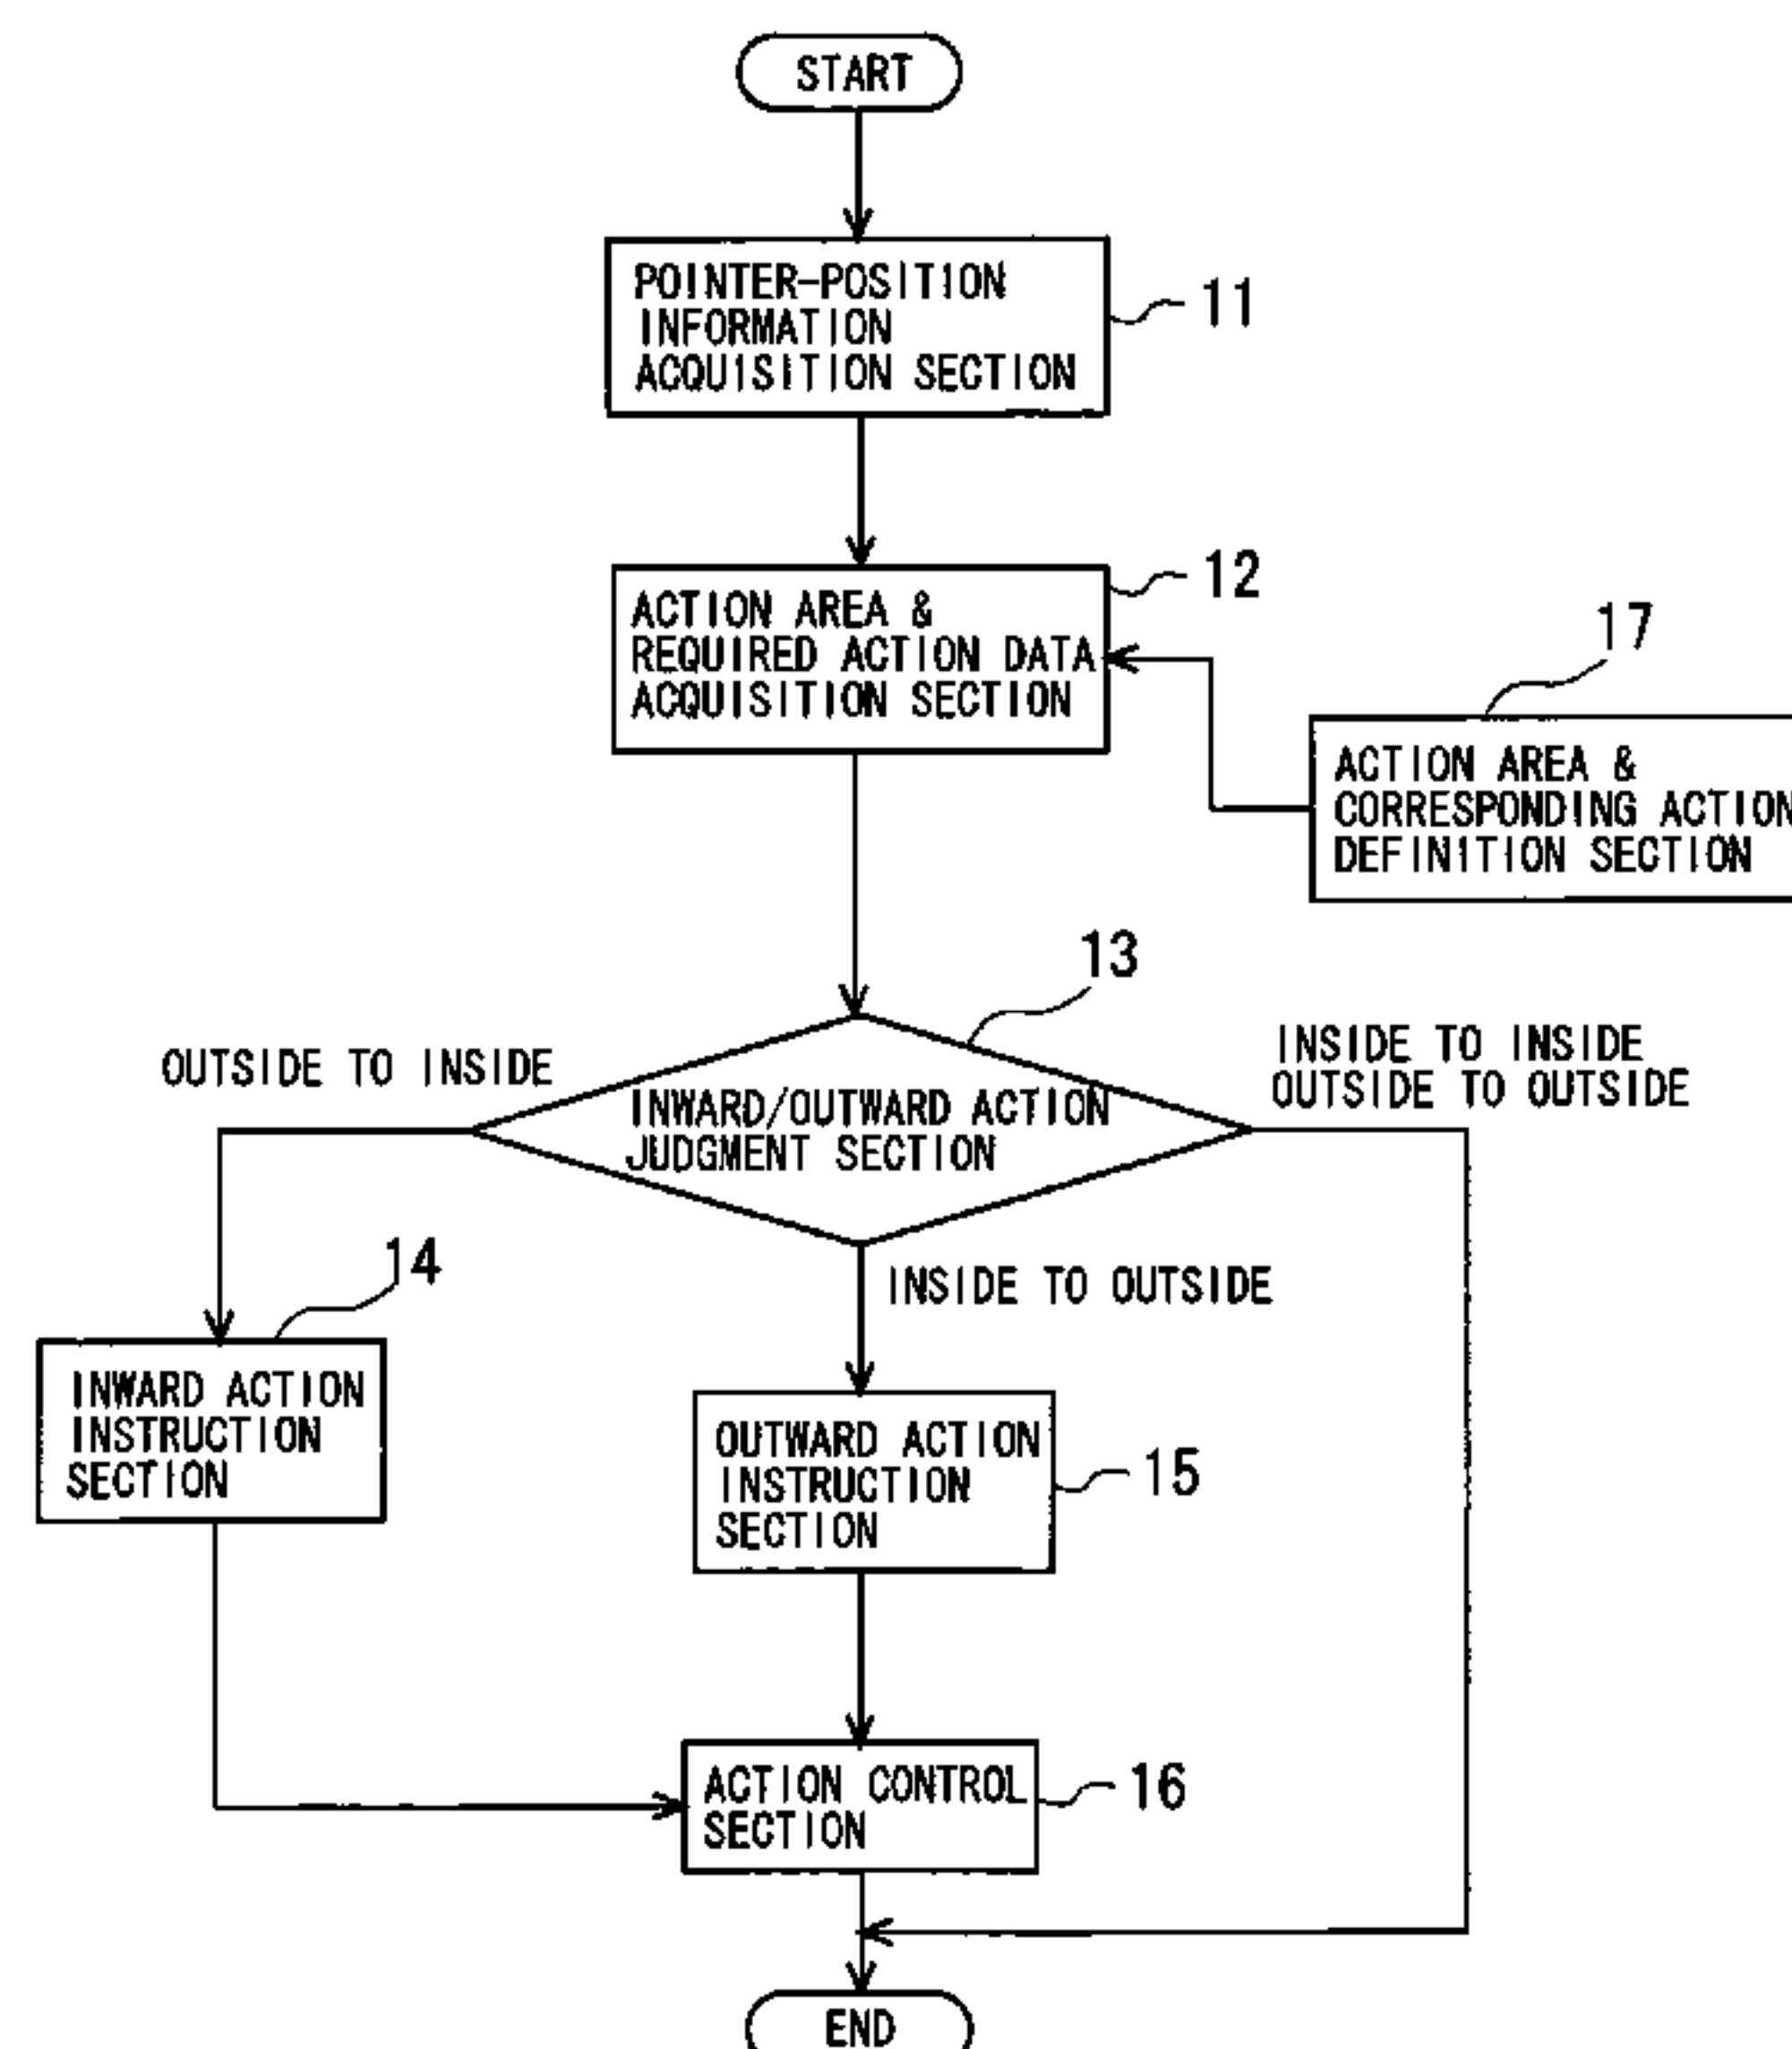 START
POINTER-POSITION
INFORMATION
ACQUISITION SECTION
11
ACTION AREA &
REQUIRED ACTION DATA
ACQUISITION SECTION
12
17
ACTION AREA &
CORRESPONDING ACTION
DEFINITION SECTION
13
OUTSIDE TO INSIDE
INWARD/OUTWARD ACTION
JUDGMENT SECTION
INSIDE TO INSIDE
OUTSIDE TO OUTSIDE
14
INSIDE TO OUTSIDE
INWARD ACTION
INSTRUCTION
SECTION
OUTWARD ACTION
INSTRUCTION
SECTION
15
ACTION CONTROL
SECTION
16
END